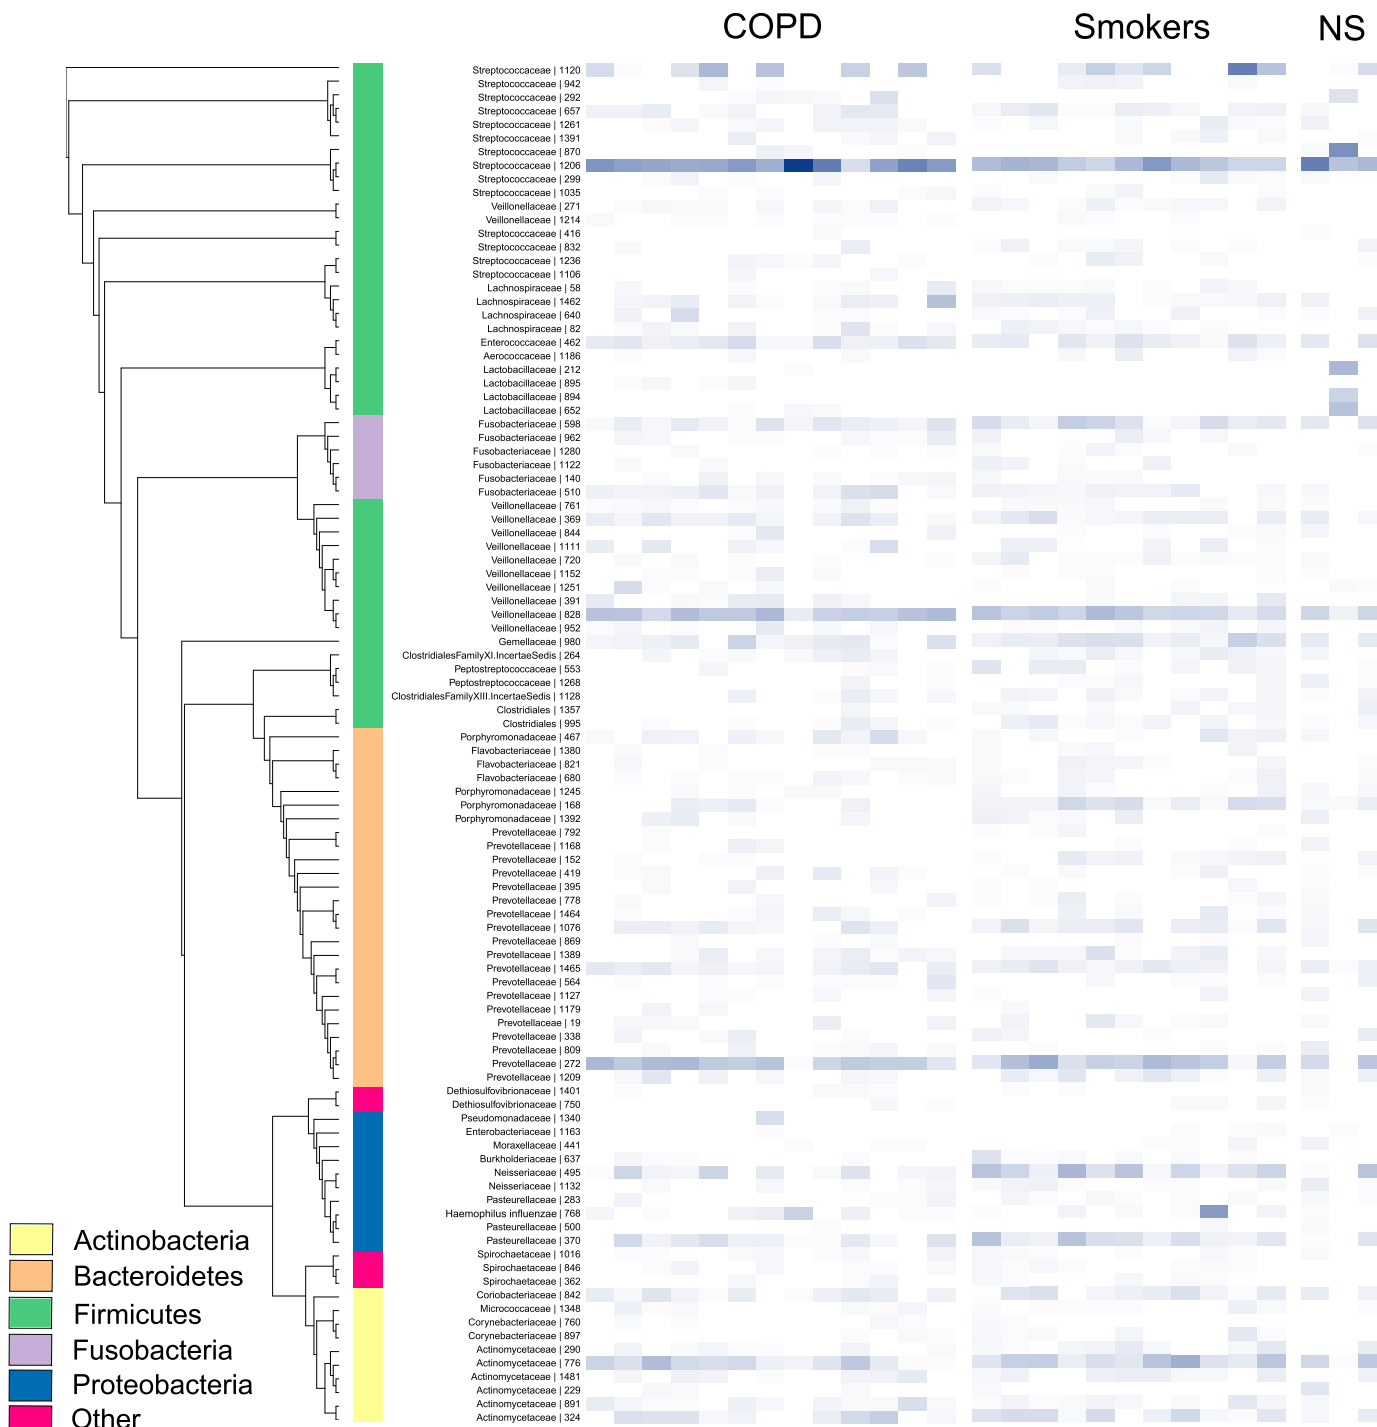 COPD Smokers NS
Streptococcaceae | 1120
Streptococcaceae | 942
Streptococcaceae | 292
Streptococcaceae | 657
Streptococcaceae | 1261
Streptococcaceae | 1391
Streptococcaceae | 870
Streptococcaceae | 1206
Streptococcaceae | 299
Streptococcaceae | 1035
Veillonellaceae | 271
Veillonellaceae | 1214
Streptococcaceae | 416
Streptococcaceae | 832
Streptococcaceae | 1236
Streptococcaceae | 1106
Lachnospiraceae | 58
Lachnospiraceae | 1462
Lachnospiraceae | 640
Lachnospiraceae | 82
Enterococcaceae | 462
Aerococcaceae | 1186
Lactobacillaceae | 212
Lactobacillaceae | 895
Lactobacillaceae | 894
Lactobacillaceae | 652
Fusobacteriaceae | 598
Fusobacteriaceae | 962
Fusobacteriaceae | 1280
Fusobacteriaceae | 1122
Fusobacteriaceae | 140
Fusobacteriaceae | 510
Veillonellaceae | 761
Veillonellaceae | 369
Veillonellaceae | 844
Veillonellaceae | 1111
Veillonellaceae | 720
Veillonellaceae | 1152
Veillonellaceae | 1251
Veillonellaceae | 391
Veillonellaceae | 828
Veillonellaceae | 952
Gemellaceae | 980
ClostridialesFamilyXI.IncertaeSedis | 264
Peptostreptococcaceae | 553
Peptostreptococcaceae | 1268
ClostridialesFamilyXIII.IncertaeSedis | 1128
Clostridiales | 1357
Clostridiales | 995
Porphyromonadaceae | 467
Flavobacteriaceae | 1380
Flavobacteriaceae | 821
Flavobacteriaceae | 680
Porphyromonadaceae | 1245
Porphyromonadaceae | 168
Porphyromonadaceae | 1392
Prevotellaceae | 792
Prevotellaceae | 1168
Prevotellaceae | 152
Prevotellaceae | 419
Prevotellaceae | 395
Prevotellaceae | 778
Prevotellaceae | 1464
Prevotellaceae | 1076
Prevotellaceae | 869
Prevotellaceae | 1389
Prevotellaceae | 1465
Prevotellaceae | 564
Prevotellaceae | 1127
Prevotellaceae | 1179
Prevotellaceae | 19
Prevotellaceae | 338
Prevotellaceae | 809
Prevotellaceae | 272
Prevotellaceae | 1209
Dethiosulfovibrionaceae | 1401
Dethiosulfovibrionaceae | 750
Pseudomonadaceae | 1340
Enterobacteriaceae | 1163
Moraxellaceae | 441
Burkholderiaceae | 637
Neisseriaceae | 495
Neisseriaceae | 1132
Pasteurellaceae | 283
Haemophilus influenzae | 768
Pasteurellaceae | 500
Pasteurellaceae | 370
Spirochaetaceae | 1016
Spirochaetaceae | 846
Spirochaetaceae | 362
Coriobacteriaceae | 842
Micrococcaceae | 1348
Corynebacteriaceae | 760
Corynebacteriaceae | 897
Actinomycetaceae | 290
Actinomycetaceae | 776
Actinomycetaceae | 1481
Actinomycetaceae | 229
Actinomycetaceae | 891
Actinomycetaceae | 324
Actinobacteria
Bacteroidetes
Firmicutes
Fusobacteria
Proteobacteria
Other